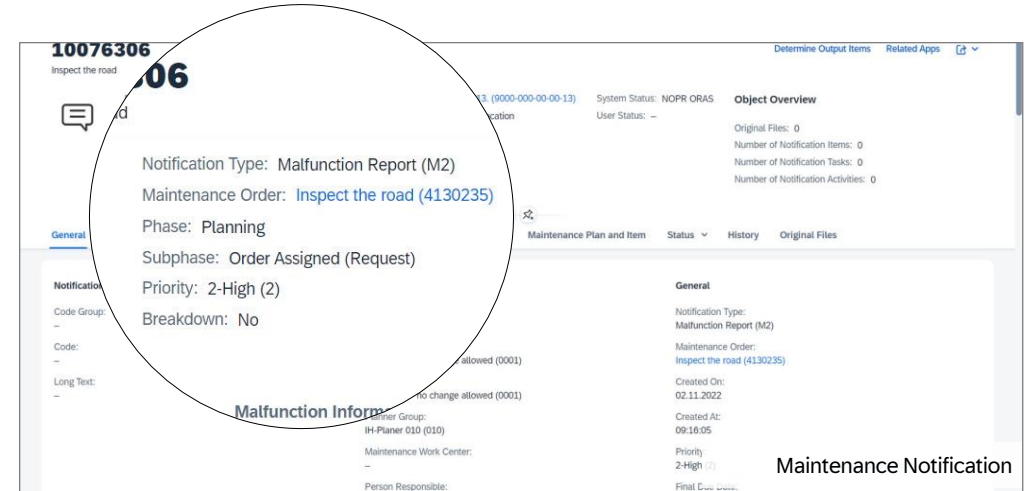 10076306
Inspect the road
306
Determine Output Items Related Apps
13. (9000-000-00-00-13)
System Status: NOPR ORAS
User Status: –
Object Overview
Original Files: 0
Number of Notification Items: 0
Number of Notification Tasks: 0
Number of Notification Activities: 0
Notification Type: Malfunction Report (M2)
Maintenance Order: Inspect the road (4130235)
Phase: Planning
Subphase: Order Assigned (Request)
Priority: 2-High (2)
Breakdown: No
General
Maintenance Plan and Item Status History Original Files
Notification
Code Group:
–
Code:
–
Long Text:
–
allowed (0001)
no change allowed (0001)
Malfunction Inform
Planner Group:
IH-Planer 010 (010)
Maintenance Work Center:
–
Person Responsible:
General
Notification Type:
Malfunction Report (M2)
Maintenance Order:
Inspect the road (4130235)
Created On:
02.11.2022
Created At:
09:16:05
Priority
2-High (2)
Final Due Date:
Maintenance Notification